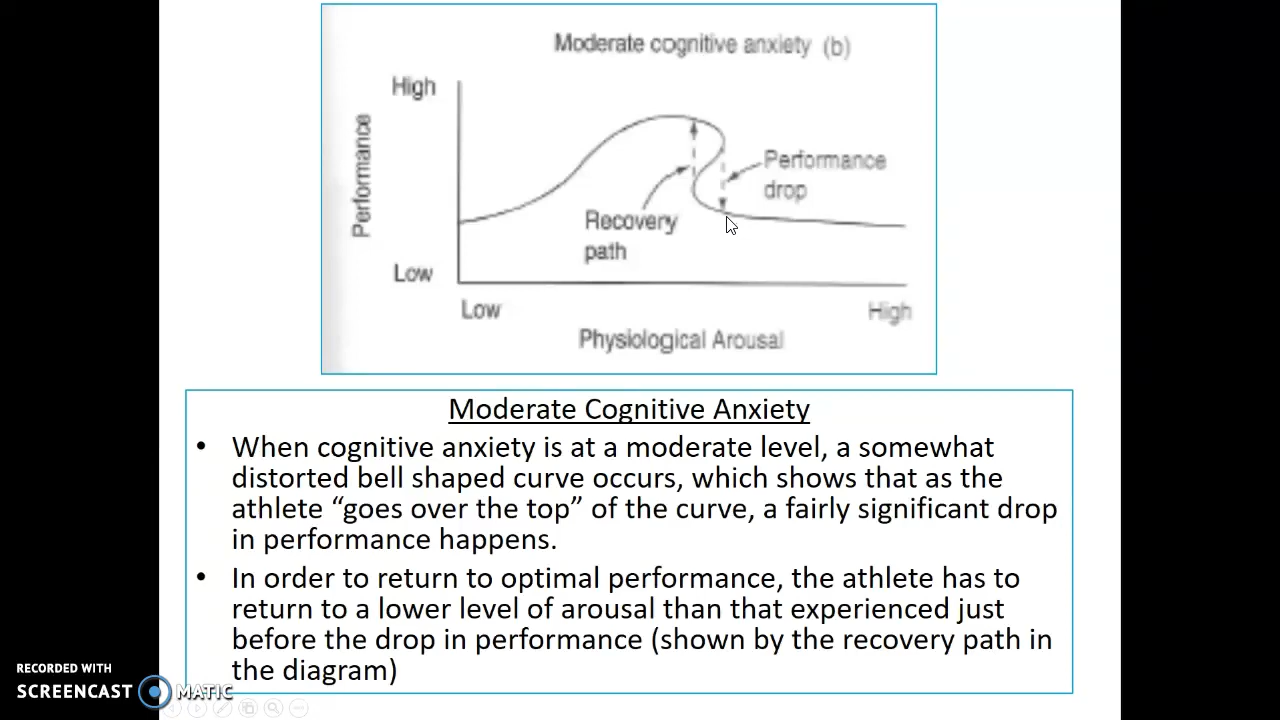 Moderate cognitive anxiety (b)
High
Performance
Performance
drop
Recovery
path
Low
Low
High
Physiological Arousal
Moderate Cognitive Anxiety
• When cognitive anxiety is at a moderate level, a somewhat
distorted bell shaped curve occurs, which shows that as the
athlete “goes over the top” of the curve, a fairly significant drop
in performance happens.
• In order to return to optimal performance, the athlete has to
return to a lower level of arousal than that experienced just
before the drop in performance (shown by the recovery path in
the diagram)
RECORDED WITH
SCREENCAST MATIC